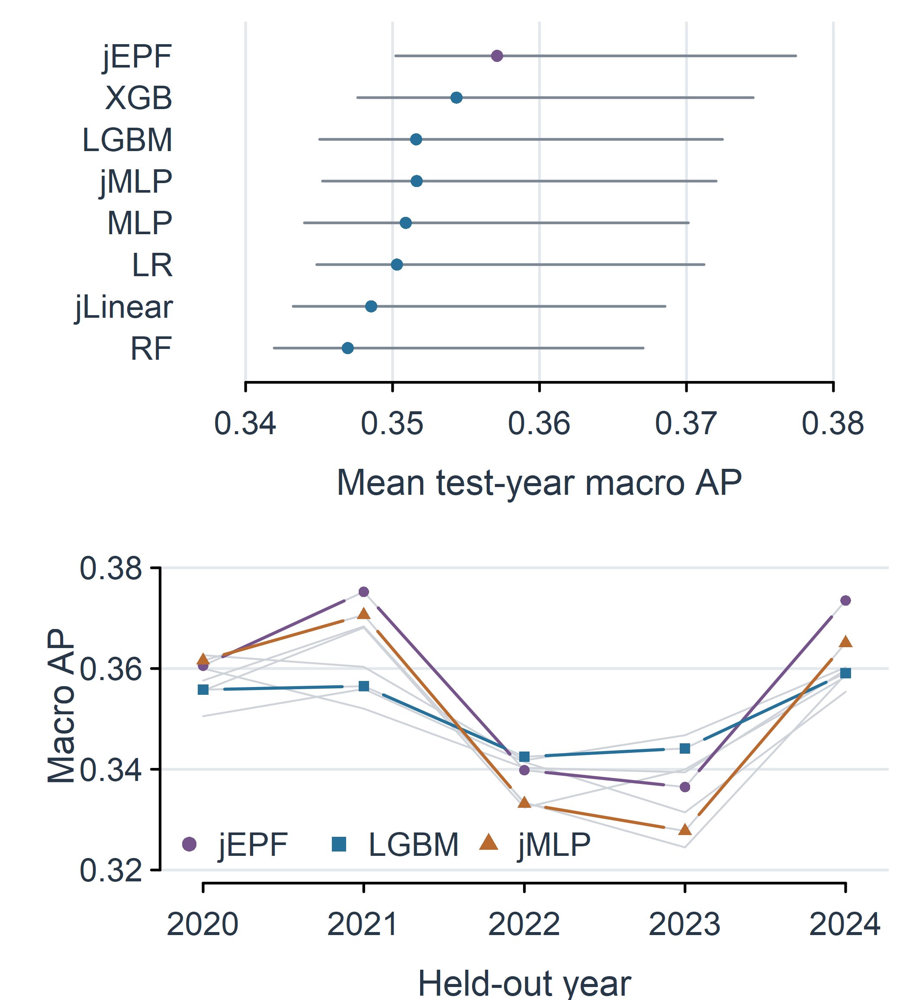 jEPF
XGB
LGBM
jMLP
MLP
LR
jLinear
RF
0.34 0.35 0.36 0.37 0.38
Mean test-year macro AP
Macro AP
0.38
0.36
0.34
0.32
jEPF LGBM jMLP
2020 2021 2022 2023 2024
Held-out year